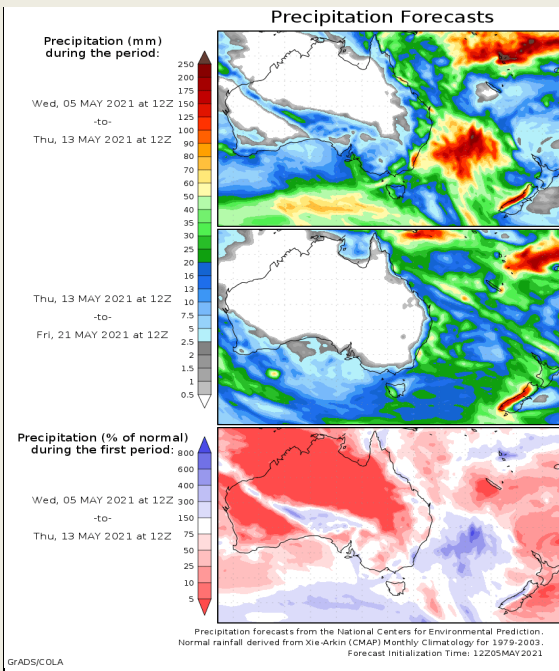 Precipitation Forecasts
Precipitation (mm)
during the period:
Wed, 05 MAY 2021 at 12Z
-to-
Thu, 13 MAY 2021 at 12Z
250
200
175
150
125
100
90
80
70
60
50
40
35
30
25
20
16
13
10
7.5
5
2.5
2
1.5
1
0.5
Thu, 13 MAY 2021 at 12Z
-to-
Fri, 21 MAY 2021 at 12Z
Precipitation (% of normal)
during the first period:
Wed, 05 MAY 2021 at 12Z
-to-
Thu, 13 MAY 2021 at 12Z
800
600
400
300
150
75
50
25
10
5
Precipitation forecasts from the National Centers for Environmental Prediction.
Normal rainfall derived from Xie-Arkin (CMAP) Monthly Climatology for 1979-2003.
Forecast Initialization Time: 12Z05MAY2021
GrADS/COLA